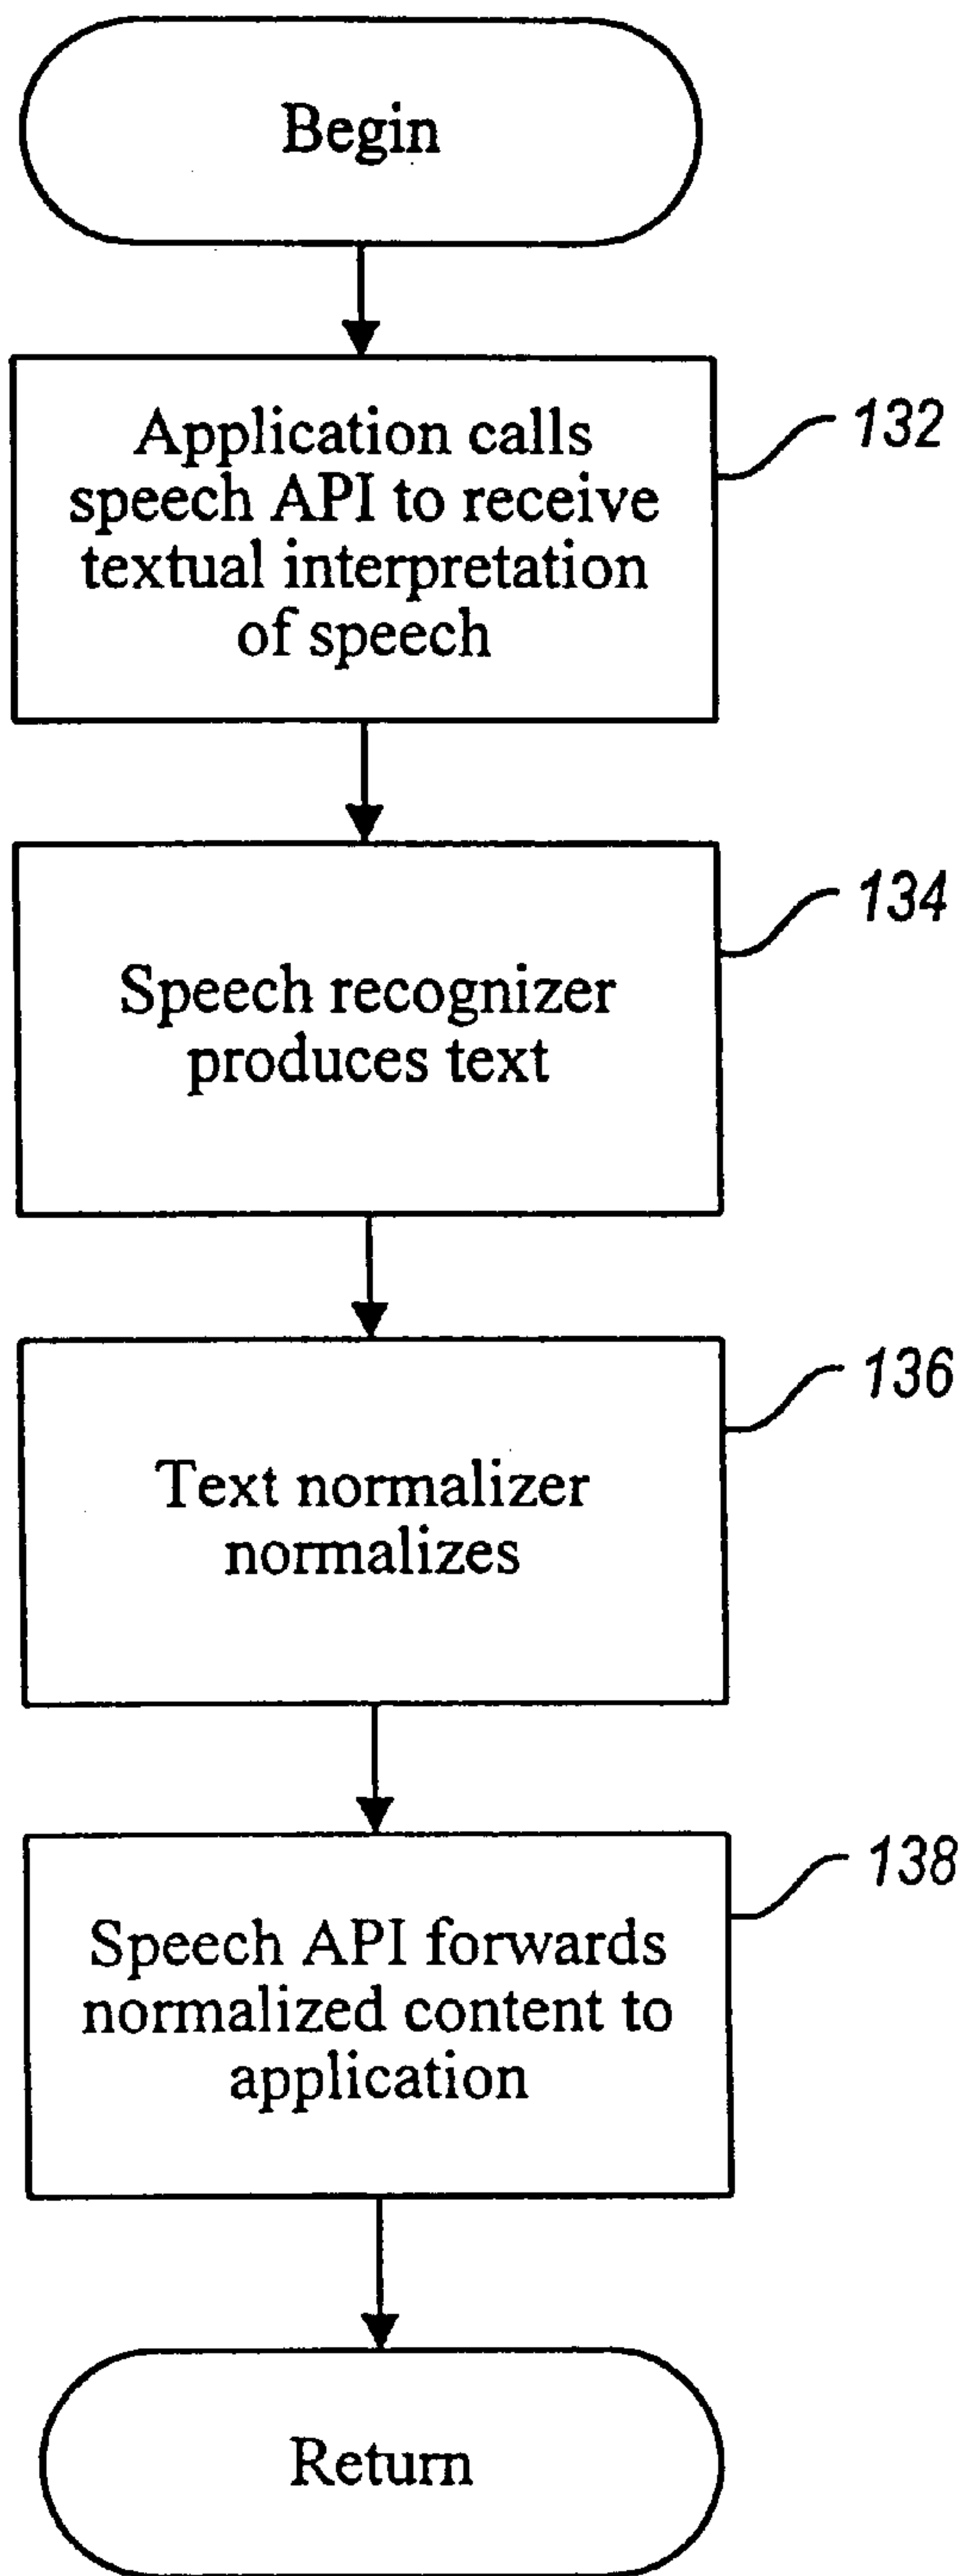 Begin
Application calls
speech API to receive
textual interpretation
of speech
132
Speech recognizer
produces text
134
Text normalizer
normalizes
136
Speech API forwards
normalized content to
application
138
Return